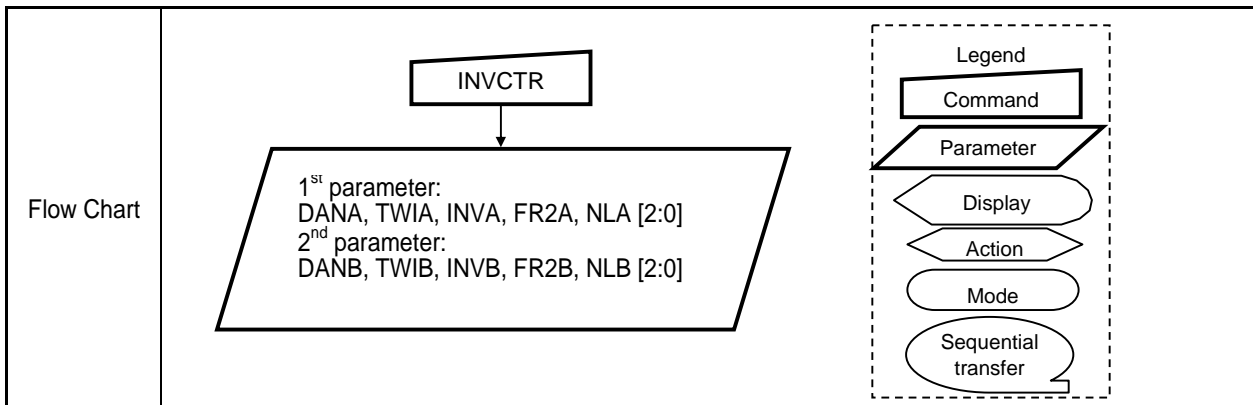 Flow Chart
INVCTR
1st parameter:
DANA, TWIA, INVA, FR2A, NLA [2:0]
2nd parameter:
DANB, TWIB, INVB, FR2B, NLB [2:0]
Legend
Command
Parameter
Display
Action
Mode
Sequential
transfer